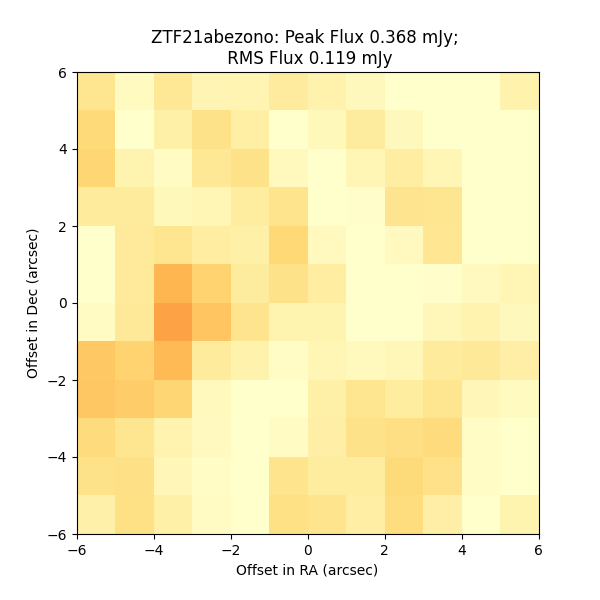 ZTF21abezono: Peak Flux 0.368 mJy;
RMS Flux 0.119 mJy
6
4
2
0
−2
−4
−6
Offset in Dec (arcsec)
−6 −4 −2 0 2 4 6
Offset in RA (arcsec)